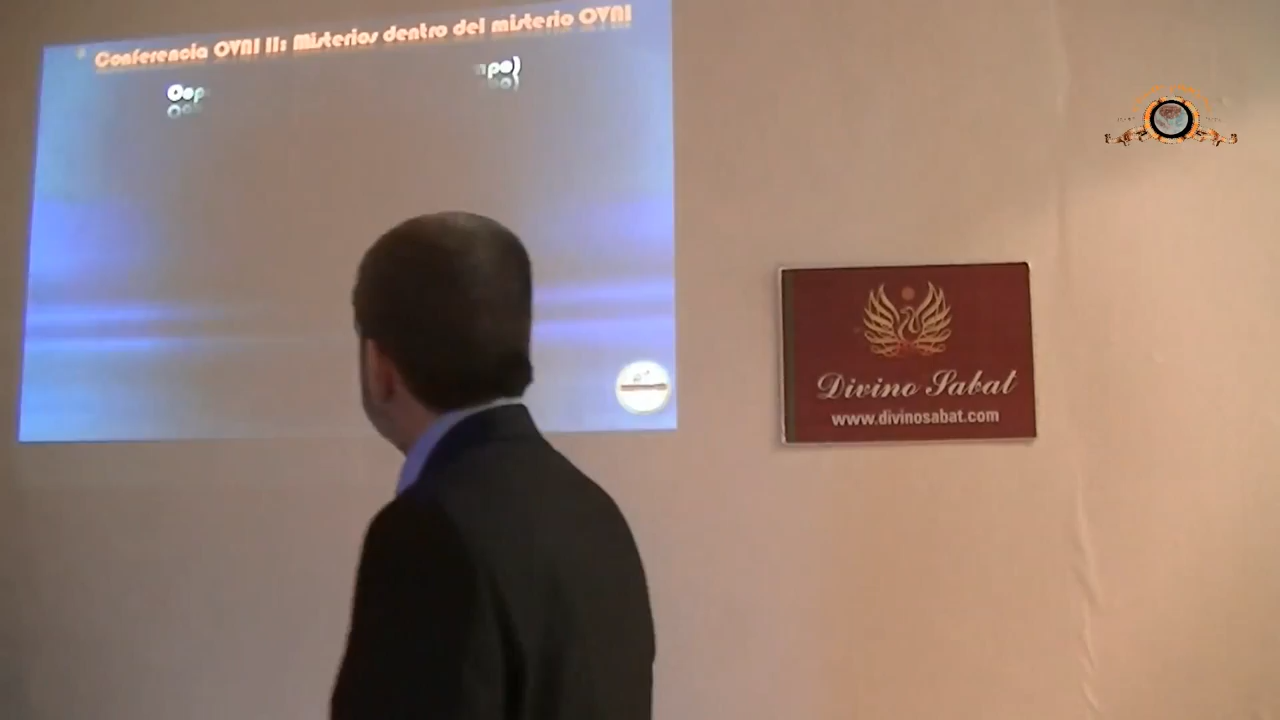 Conferencia OVNI II: Misterios dentro del misterio OVNI
Divino Sabat
www.divinosabat.com